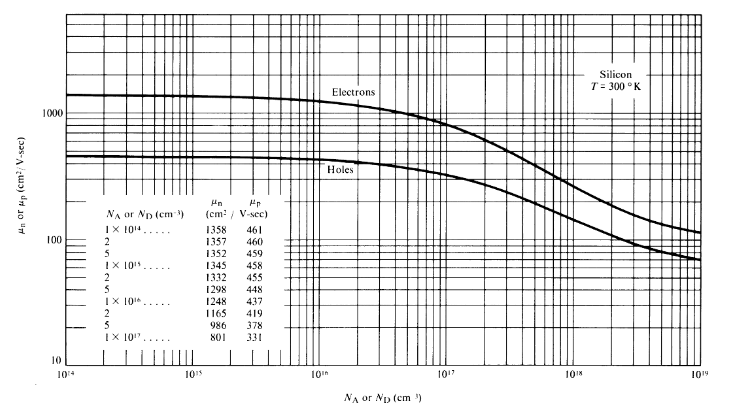 Silicon
T = 300 °K
Electrons
Holes
μn or μp (cm²/V-sec)
1000
100
10
μn μp
NA or ND (cm⁻³) (cm² / V-sec)
1 × 10¹⁴ ..... 1358 461
2 1357 460
5 1352 459
1 × 10¹⁵ ..... 1345 458
2 1332 455
5 1298 448
1 × 10¹⁶ ..... 1248 437
2 1165 419
5 986 378
1 × 10¹⁷ ..... 801 331
10¹⁴ 10¹⁵ 10¹⁶ 10¹⁷ 10¹⁸ 10¹⁹
NA or ND (cm⁻³)